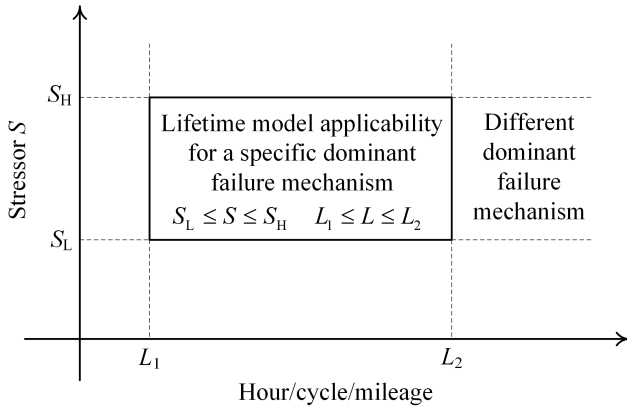 Stressor S
S_H
S_L
Lifetime model applicability
for a specific dominant
failure mechanism
S_L ≤ S ≤ S_H L_1 ≤ L ≤ L_2
Different
dominant
failure
mechanism
L_1
L_2
Hour/cycle/mileage